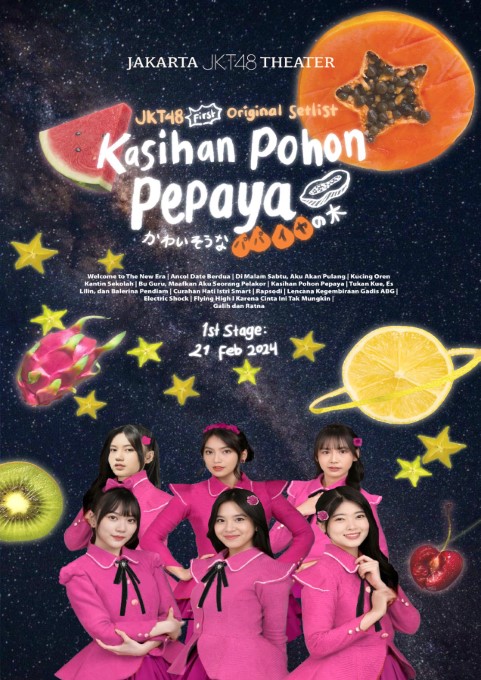 JAKARTA JKT48 THEATER
JKT48 First Original Setlist
Kasihan Pohon
Pepaya
かわいそうなポポイヤの木
Welcome to The New Era | Ancol Date Berdua | Di Malam Sabtu, Aku Akan Pulang | Kucing Oren
Kantin Sekolah | Bu Guru, Maafkan Aku Seorang Pelakor | Kasihan Pohon Pepaya | Tukan Kue, Es
Lilin, dan Balerina Pendiam | Curahan Hati Istri Smart | Rapsodi | Lencana Kegembiraan Gadis ABG |
Electric Shock | Flying High I Karena Cinta Ini Tak Mungkin |
Galih dan Ratna
1st Stage:
21 Feb 2024